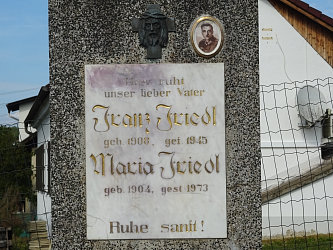 Hier ruht
unser lieber Vater
Franz Friedl
geb 1908, gef 1945
Maria Friedl
geb. 1904, gest 1973
Ruhe sanft!